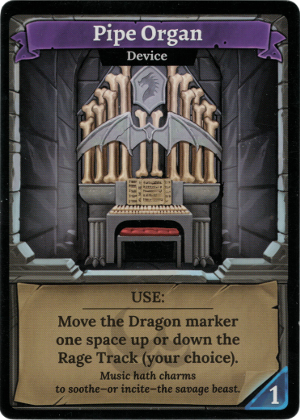 Pipe Organ
Device
USE:
Move the Dragon marker
one space up or down the
Rage Track (your choice).
Music hath charms
to soothe–or incite–the savage beast.
1